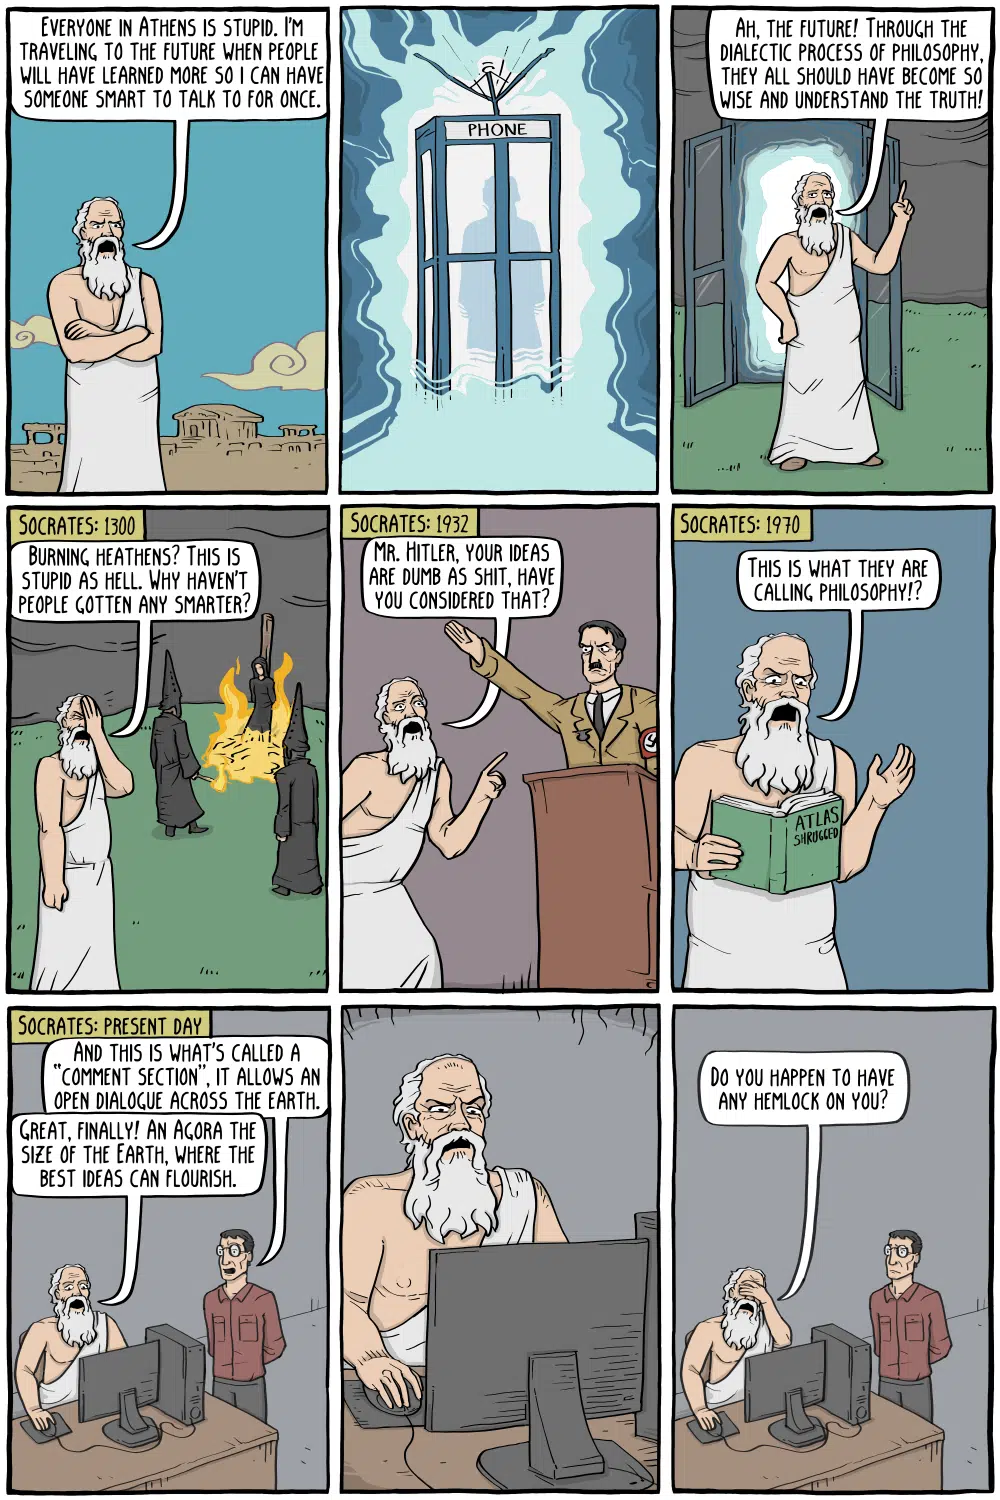 EVERYONE IN ATHENS IS STUPID. I'M
TRAVELING TO THE FUTURE WHEN PEOPLE
WILL HAVE LEARNED MORE SO I CAN HAVE
SOMEONE SMART TO TALK TO FOR ONCE.
PHONE
AH, THE FUTURE! THROUGH THE
DIALECTIC PROCESS OF PHILOSOPHY,
THEY ALL SHOULD HAVE BECOME SO
WISE AND UNDERSTAND THE TRUTH!
SOCRATES: 1300
BURNING HEATHENS? THIS IS
STUPID AS HELL. WHY HAVEN'T
PEOPLE GOTTEN ANY SMARTER?
SOCRATES: 1932
MR. HITLER, YOUR IDEAS
ARE DUMB AS SHIT, HAVE
YOU CONSIDERED THAT?
SOCRATES: 1970
THIS IS WHAT THEY ARE
CALLING PHILOSOPHY!?
ATLAS
SHRUGGED
SOCRATES: PRESENT DAY
AND THIS IS WHAT'S CALLED A
"COMMENT SECTION", IT ALLOWS AN
OPEN DIALOGUE ACROSS THE EARTH.
GREAT, FINALLY! AN AGORA THE
SIZE OF THE EARTH, WHERE THE
BEST IDEAS CAN FLOURISH.
DO YOU HAPPEN TO HAVE
ANY HEMLOCK ON YOU?